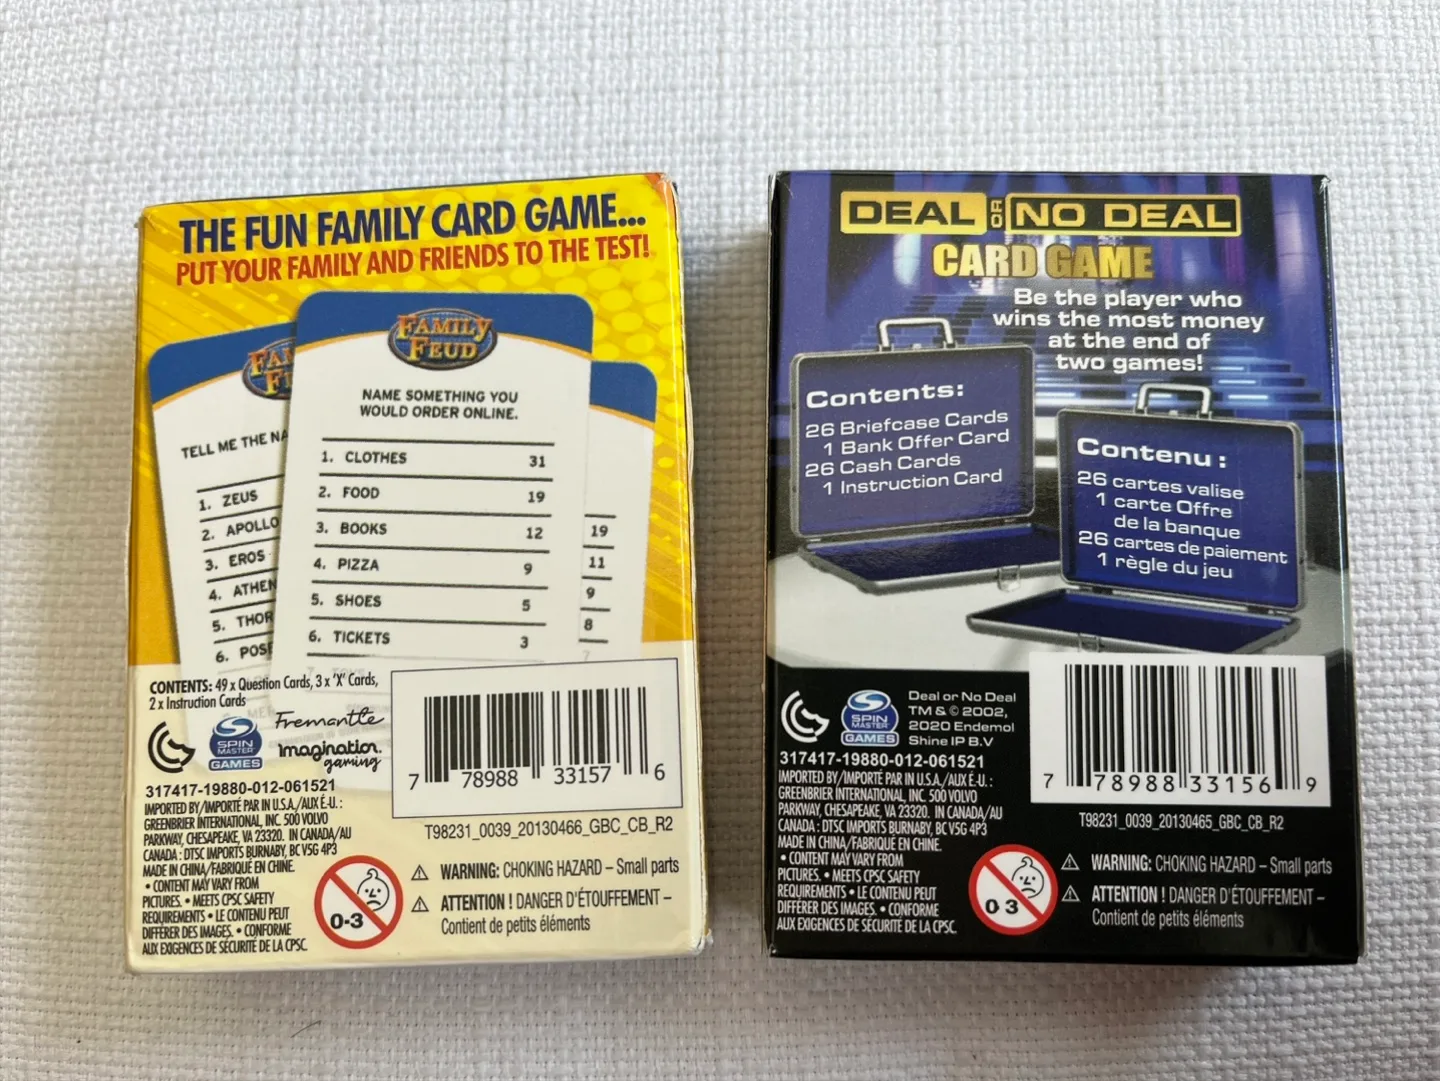 THE FUN FAMILY CARD GAME...
PUT YOUR FAMILY AND FRIENDS TO THE TEST!
FAMILY
FEUD
NAME SOMETHING YOU
WOULD ORDER ONLINE.
1. CLOTHES 31
2. FOOD 19
3. BOOKS 12
4. PIZZA 9
5. SHOES 5
6. TICKETS 3
TELL ME THE NA
1. ZEUS
2. APOLLO
3. EROS
4. ATHEN
5. THOR
6. POSE
19
11
9
8
7
CONTENTS: 49 x Question Cards, 3 x 'X' Cards,
2 x Instruction Cards
SPIN
MASTER
GAMES
Fremantle
Imagination
gaming
317417-19880-012-061521
IMPORTED BY/IMPORTÉ PAR IN U.S.A./AUX É.-U. :
GREENBRIER INTERNATIONAL, INC. 500 VOLVO
PARKWAY, CHESAPEAKE, VA 23320. IN CANADA/AU
CANADA : DTSC IMPORTS BURNABY, BC V5G 4P3
MADE IN CHINA/FABRIQUÉ EN CHINE.
• CONTENT MAY VARY FROM
PICTURES. • MEETS CPSC SAFETY
REQUIREMENTS • LE CONTENU PEUT
DIFFÉRER DES IMAGES. • CONFORME
AUX EXIGENCES DE SÉCURITÉ DE LA CPSC.
7 78988 33157 6
T98231_0039_20130466_GBC_CB_R2
0-3
WARNING: CHOKING HAZARD – Small parts
ATTENTION ! DANGER D'ÉTOUFFEMENT –
Contient de petits éléments
DEAL OR NO DEAL
CARD GAME
Be the player who
wins the most money
at the end of
two games!
Contents:
26 Briefcase Cards
1 Bank Offer Card
26 Cash Cards
1 Instruction Card
Contenu :
26 cartes valise
1 carte Offre
de la banque
26 cartes de paiement
1 règle du jeu
SPIN
MASTER
GAMES
Deal or No Deal
TM & © 2002,
2020 Endemol
Shine IP B.V
317417-19880-012-061521
IMPORTED BY/IMPORTÉ PAR IN U.S.A./AUX É.-U. :
GREENBRIER INTERNATIONAL, INC. 500 VOLVO
PARKWAY, CHESAPEAKE, VA 23320. IN CANADA/AU
CANADA : DTSC IMPORTS BURNABY, BC V5G 4P3
MADE IN CHINA/FABRIQUÉ EN CHINE.
• CONTENT MAY VARY FROM
PICTURES. • MEETS CPSC SAFETY
REQUIREMENTS • LE CONTENU PEUT
DIFFÉRER DES IMAGES. • CONFORME
AUX EXIGENCES DE SÉCURITÉ DE LA CPSC.
7 78988 33156 9
T98231_0039_20130465_GBC_CB_R2
0 3
WARNING: CHOKING HAZARD – Small parts
ATTENTION ! DANGER D'ÉTOUFFEMENT –
Contient de petits éléments